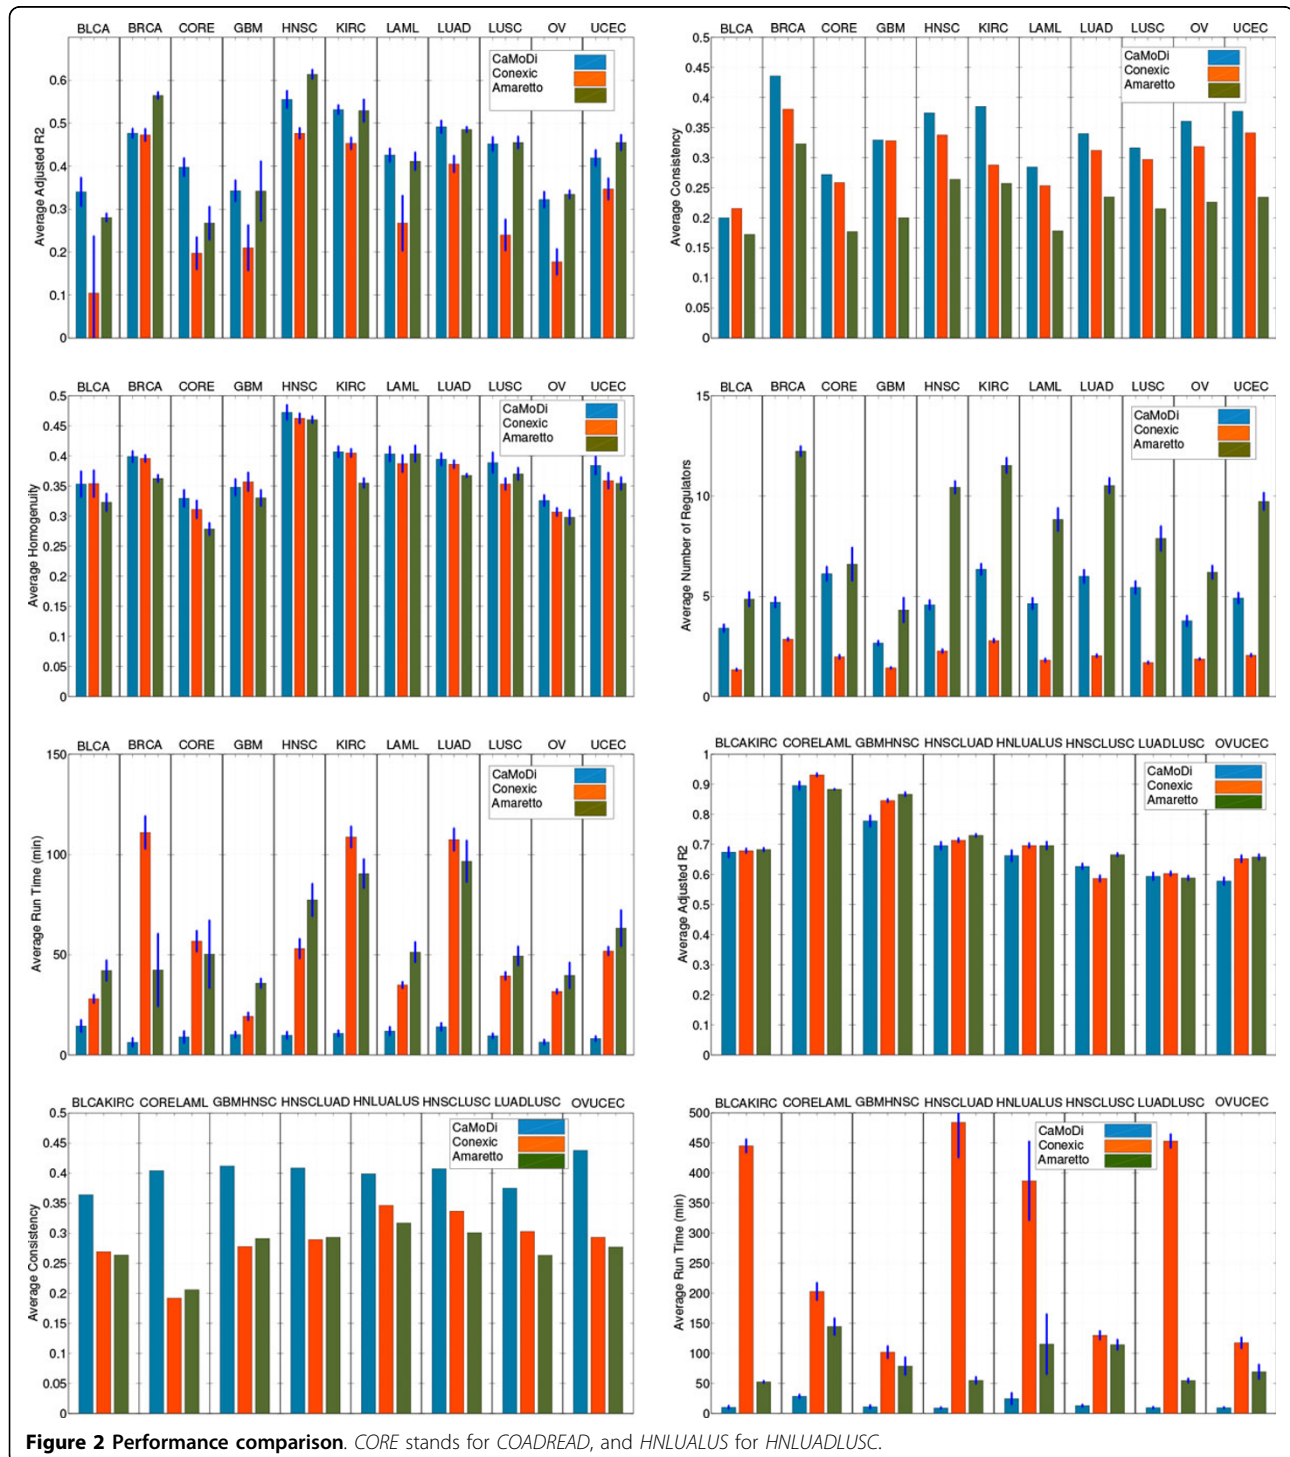 BLCA BRCA CORE GBM HNSC KIRC LAML LUAD LUSC OV UCEC
CaMoDi
Conexic
Amaretto
Average Adjusted R2
0.6
0.5
0.4
0.3
0.2
0.1
0
BLCA BRCA CORE GBM HNSC KIRC LAML LUAD LUSC OV UCEC
CaMoDi
Conexic
Amaretto
Average Consistency
0.5
0.45
0.4
0.35
0.3
0.25
0.2
0.15
0.1
0.05
0
BLCA BRCA CORE GBM HNSC KIRC LAML LUAD LUSC OV UCEC
CaMoDi
Conexic
Amaretto
Average Homogenuity
0.5
0.45
0.4
0.35
0.3
0.25
0.2
0.15
0.1
0.05
0
BLCA BRCA CORE GBM HNSC KIRC LAML LUAD LUSC OV UCEC
CaMoDi
Conexic
Amaretto
Average Number of Regulators
15
10
5
0
BLCA BRCA CORE GBM HNSC KIRC LAML LUAD LUSC OV UCEC
CaMoDi
Conexic
Amaretto
Average Run Time (min)
150
100
50
0
BLCAKIRC CORELAML GBMHNSC HNSCLUAD HNLUALUS HNSCLUSC LUADLUSC OVUCEC
CaMoDi
Conexic
Amaretto
Average Adjusted R2
1
0.9
0.8
0.7
0.6
0.5
0.4
0.3
0.2
0.1
0
BLCAKIRC CORELAML GBMHNSC HNSCLUAD HNLUALUS HNSCLUSC LUADLUSC OVUCEC
CaMoDi
Conexic
Amaretto
Average Consistency
0.5
0.45
0.4
0.35
0.3
0.25
0.2
0.15
0.1
0.05
0
BLCAKIRC CORELAML GBMHNSC HNSCLUAD HNLUALUS HNSCLUSC LUADLUSC OVUCEC
CaMoDi
Conexic
Amaretto
Average Run Time (min)
500
450
400
350
300
250
200
150
100
50
0
Figure 2 Performance comparison. CORE stands for COADREAD, and HNLUALUS for HNLUADLUSC.